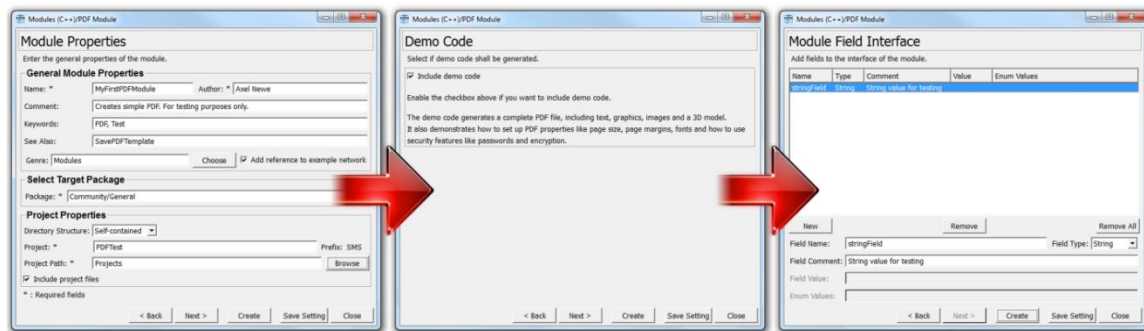 Modules (C++)/PDF Module
Module Properties
Enter the general properties of the module.
General Module Properties
Name: * MyFirstPDFModule Author: * Axel Newe
Comment: Creates simple PDF. For testing purposes only.
Keywords: PDF, Test
See Also: SavePDFTemplate
Genre: Modules Choose Add reference to example network
Select Target Package
Package: * Community/General
Project Properties
Directory Structure: Self-contained
Project: * PDFTest Prefix: SMS
Project Path: * Projects Browse
Include project files
* : Required fields
< Back Next > Create Save Setting Close
Modules (C++)/PDF Module
Demo Code
Select if demo code shall be generated.
Include demo code
Enable the checkbox above if you want to include demo code.
The demo code generates a complete PDF file, including text, graphics, images and a 3D model.
It also demonstrates how to set up PDF properties like page size, page margins, fonts and how to use
security features like passwords and encryption.
< Back Next > Create Save Setting Close
Modules (C++)/PDF Module
Module Field Interface
Add fields to the interface of the module.
Name Type Comment Value Enum Values
stringField String String value for testing
New Remove Remove All
Field Name: stringField Field Type: String
Field Comment: String value for testing
Field Value:
Enum Values:
< Back Next > Create Save Setting Close